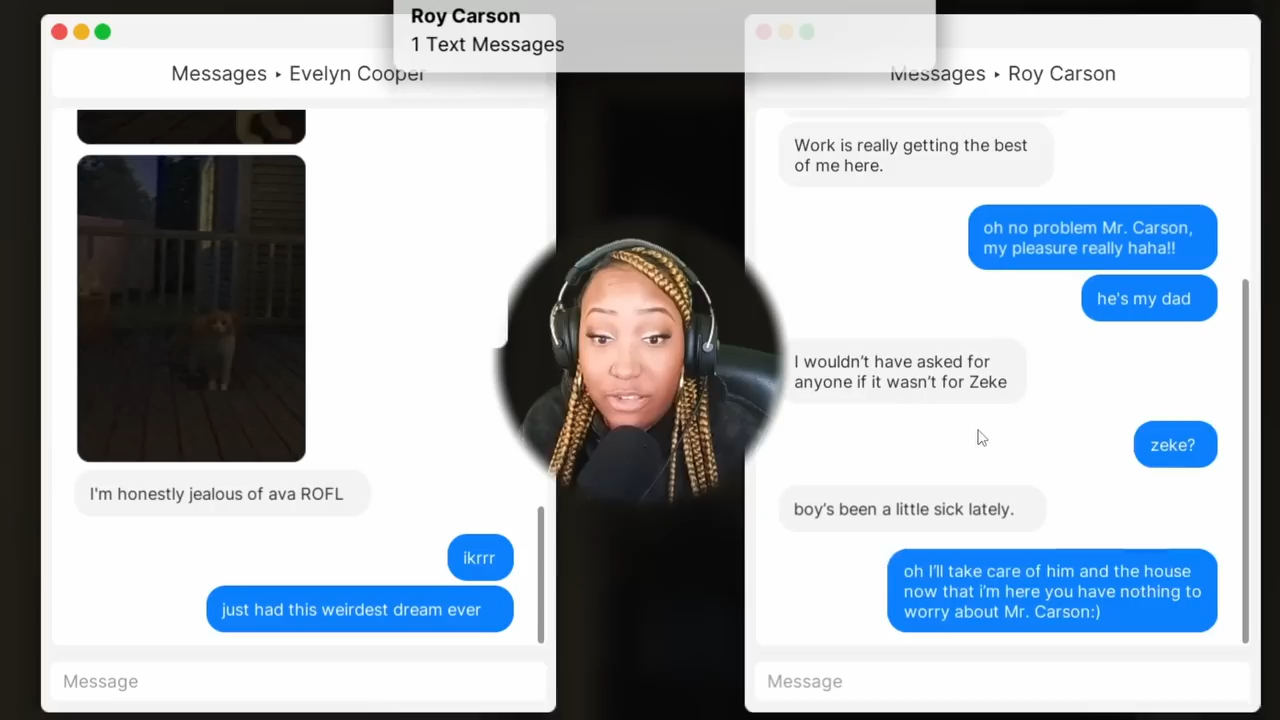 Roy Carson
1 Text Messages
Messages ‣ Evelyn Cooper
I'm honestly jealous of ava ROFL
ikrrr
just had this weirdest dream ever
Message
Messages ‣ Roy Carson
Work is really getting the best
of me here.
oh no problem Mr. Carson,
my pleasure really haha!!
he's my dad
I wouldn't have asked for
anyone if it wasn't for Zeke
zeke?
boy's been a little sick lately.
oh I'll take care of him and the house
now that i'm here you have nothing to
worry about Mr. Carson:)
Message